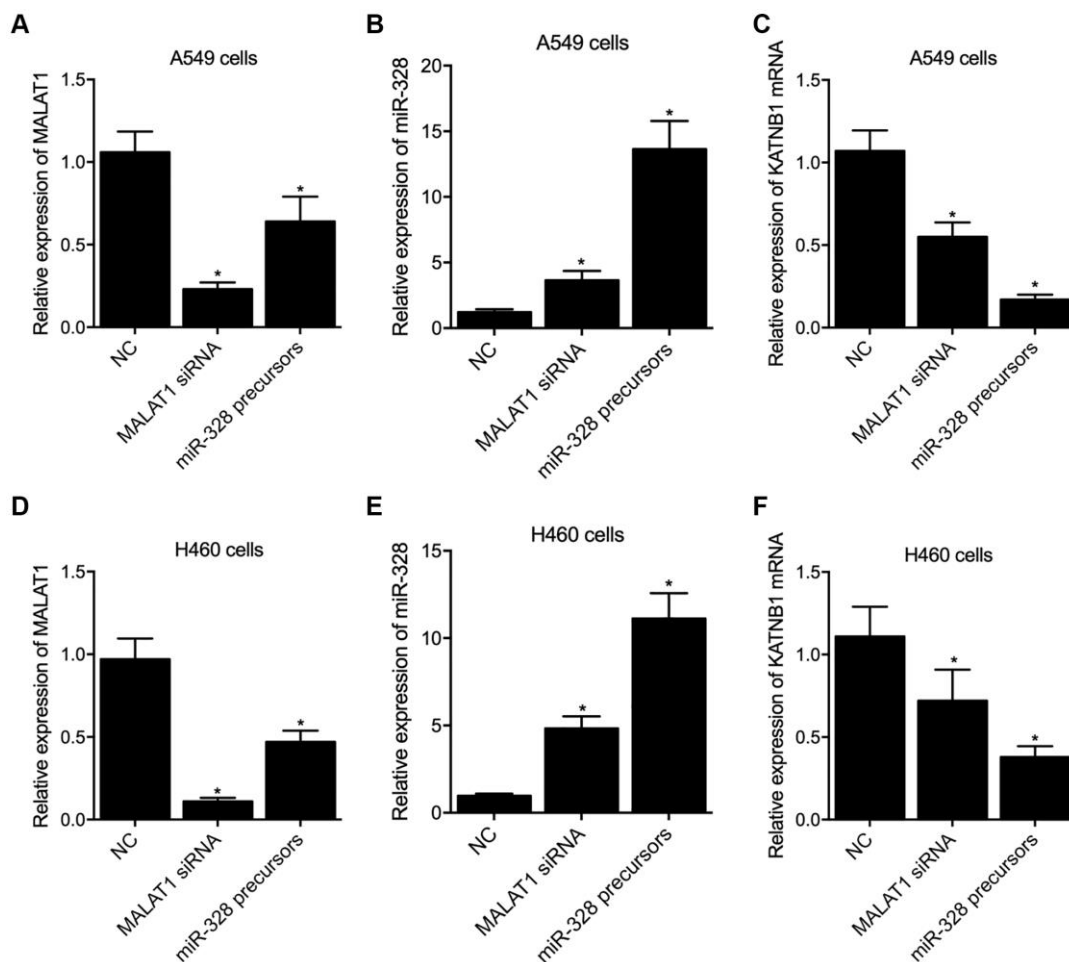 A
A549 cells
Relative expression of MALAT1
1.5
1.0
0.5
0.0
*
*
NC
MALAT1 siRNA
miR-328 precursors
B
A549 cells
Relative expression of miR-328
20
15
10
5
0
*
*
NC
MALAT1 siRNA
miR-328 precursors
C
A549 cells
Relative expression of KATNB1 mRNA
1.5
1.0
0.5
0.0
*
*
NC
MALAT1 siRNA
miR-328 precursors
D
H460 cells
Relative expression of MALAT1
1.5
1.0
0.5
0.0
*
*
NC
MALAT1 siRNA
miR-328 precursors
E
H460 cells
Relative expression of miR-328
15
10
5
0
*
*
NC
MALAT1 siRNA
miR-328 precursors
F
H460 cells
Relative expression of KATNB1 mRNA
1.5
1.0
0.5
0.0
*
*
NC
MALAT1 siRNA
miR-328 precursors